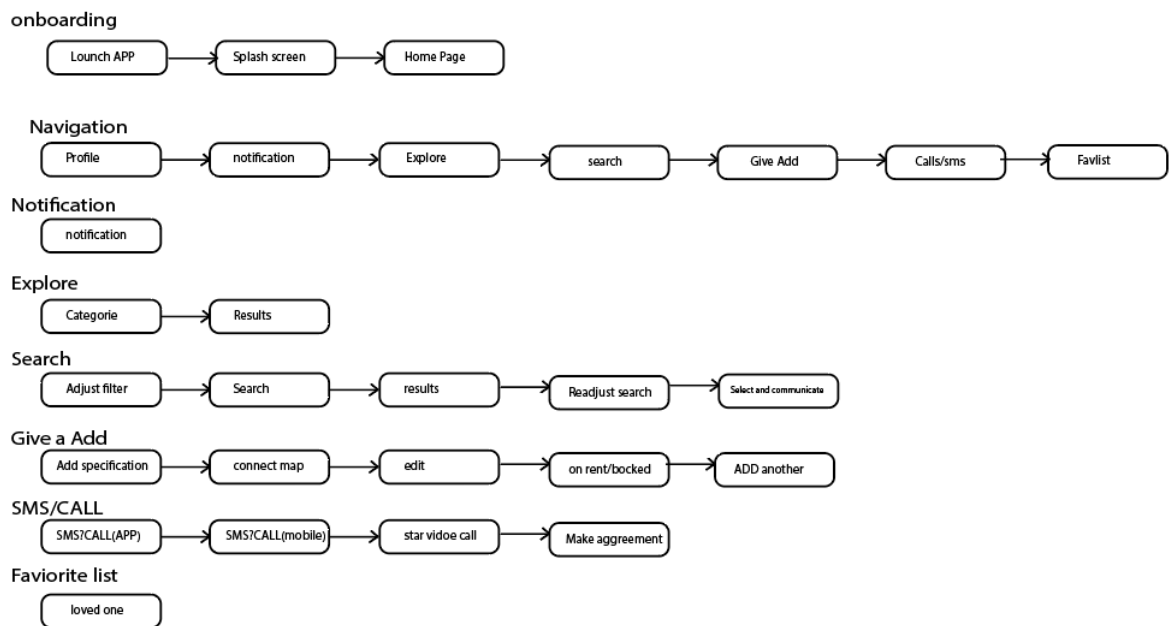 onboarding
Lounch APP Splash screen Home Page
Navigation
Profile notification Explore search Give Add Calls/sms Favlist
Notification
notification
Explore
Categorie Results
Search
Adjust filter Search results Readjust search Select and communicate
Give a Add
Add specification connect map edit on rent/bocked ADD another
SMS/CALL
SMS?CALL(APP) SMS?CALL(mobile) star vidoe call Make aggreement
Faviorite list
loved one